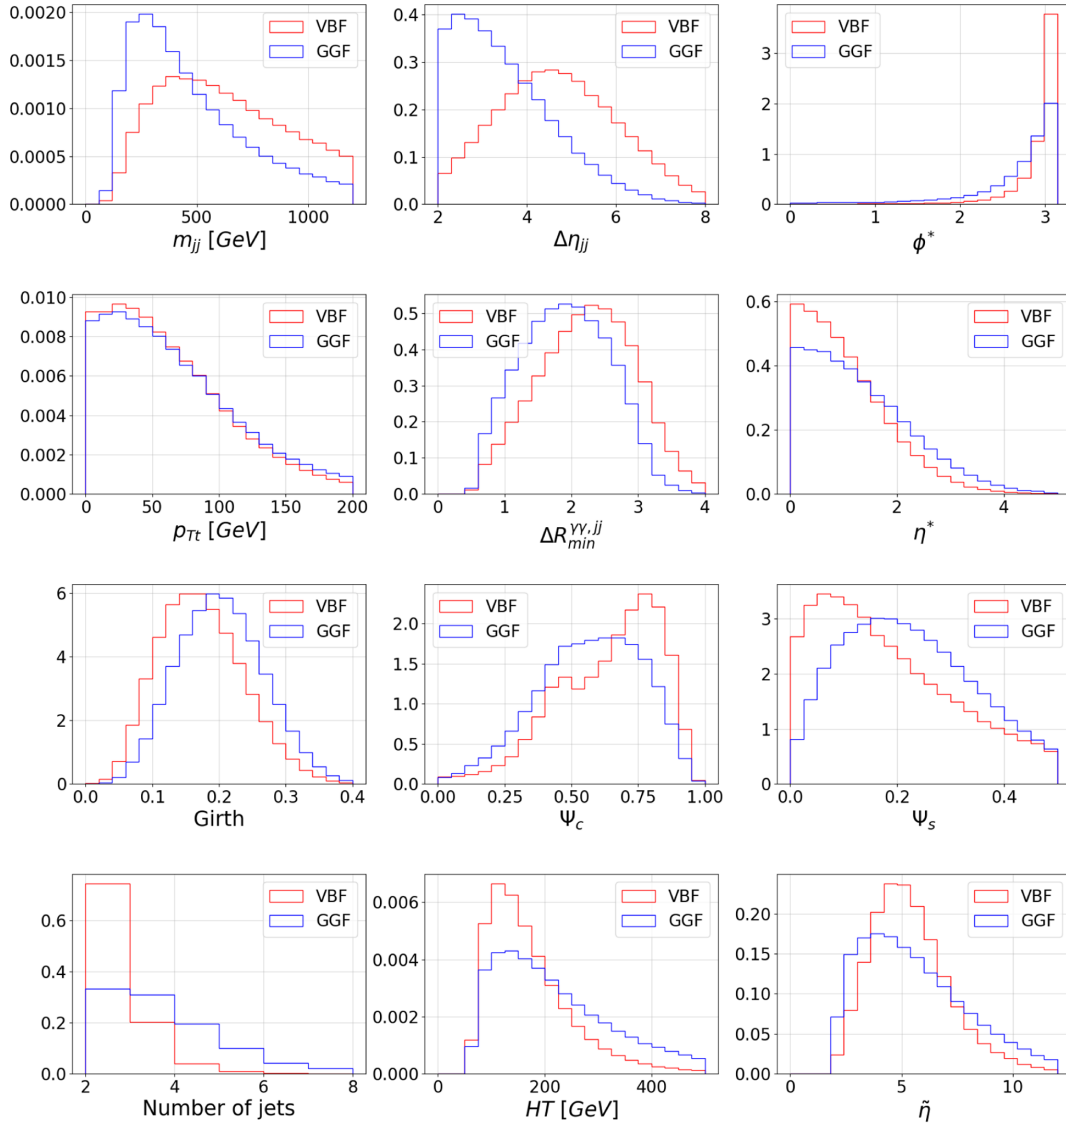 0.0020
0.0015
0.0010
0.0005
0.0000
VBF
GGF
0 500 1000
m_{jj} [GeV]
0.4
0.3
0.2
0.1
0.0
VBF
GGF
2 4 6 8
Δη_{jj}
3
2
1
0
VBF
GGF
0 1 2 3
ϕ^*
0.010
0.008
0.006
0.004
0.002
0.000
VBF
GGF
0 50 100 150 200
p_{Tt} [GeV]
0.5
0.4
0.3
0.2
0.1
0.0
VBF
GGF
0 1 2 3 4
ΔR_{min}^{γγ, jj}
0.6
0.4
0.2
0.0
VBF
GGF
0 2 4
η^*
6
4
2
0
VBF
GGF
0.0 0.1 0.2 0.3 0.4
Girth
2.0
1.5
1.0
0.5
0.0
VBF
GGF
0.00 0.25 0.50 0.75 1.00
Ψ_c
3
2
1
0
VBF
GGF
0.0 0.2 0.4
Ψ_s
0.6
0.4
0.2
0.0
VBF
GGF
2 4 6 8
Number of jets
0.006
0.004
0.002
0.000
VBF
GGF
0 200 400
HT [GeV]
0.20
0.15
0.10
0.05
0.00
VBF
GGF
0 5 10
η̃